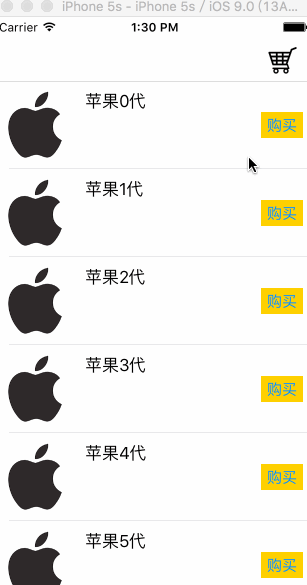 iPhone 5s - iPhone 5s / iOS 9.0 (13A...
Carrier 1:30 PM
苹果0代
购买
苹果1代
购买
苹果2代
购买
苹果3代
购买
苹果4代
购买
苹果5代
购买